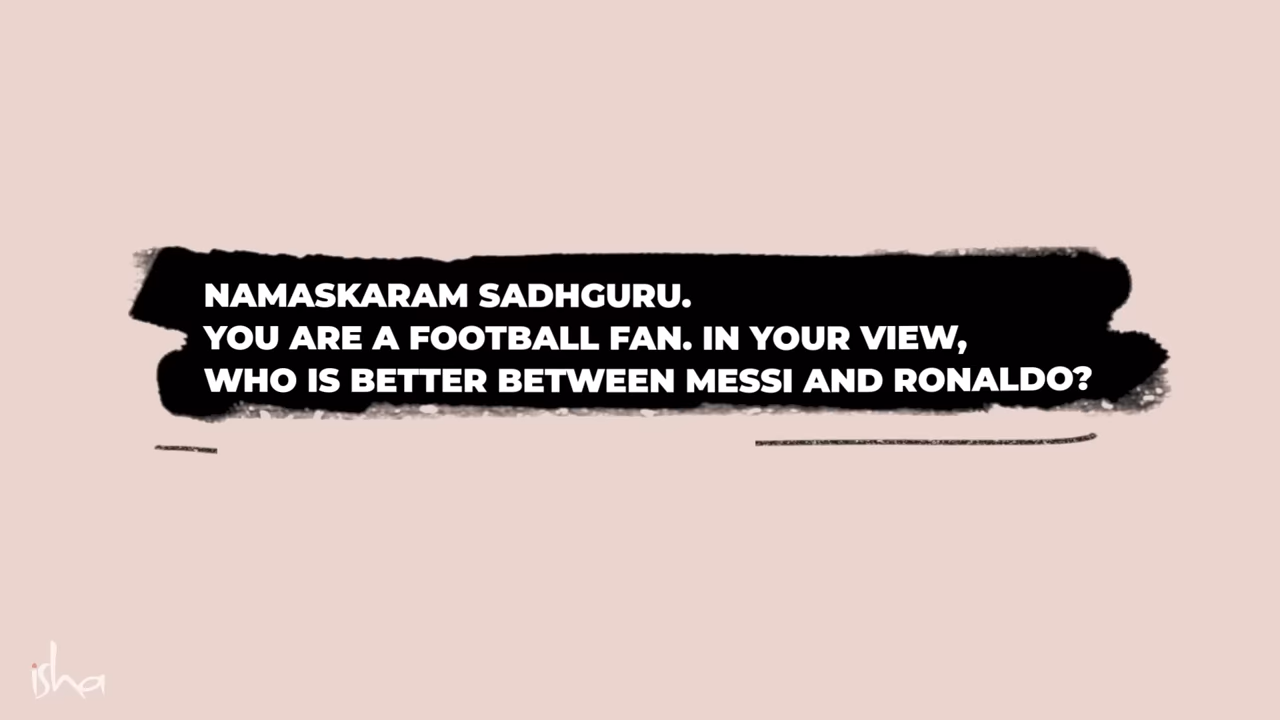 NAMASKARAM SADHGURU.
YOU ARE A FOOTBALL FAN. IN YOUR VIEW,
WHO IS BETTER BETWEEN MESSI AND RONALDO?
isha